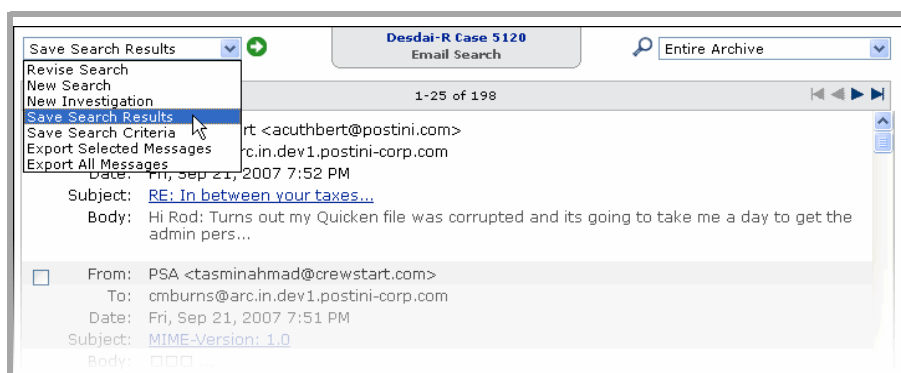 Save Search Results
Desdai-R Case 5120
Email Search
Entire Archive
Revise Search
New Search
New Investigation
Save Search Results
Save Search Criteria
Export Selected Messages
Export All Messages
1-25 of 198
rt <acuthbert@postini.com>
rc.in.dev1.postini-corp.com
Date: Fri, Sep 21, 2007 7:52 PM
Subject: RE: In between your taxes...
Body: Hi Rod: Turns out my Quicken file was corrupted and its going to take me a day to get the
admin pers...
From: PSA <tasminahmad@crewstart.com>
To: cmburns@arc.in.dev1.postini-corp.com
Date: Fri, Sep 21, 2007 7:51 PM
Subject: MIME-Version: 1.0
Body: □□□ ...